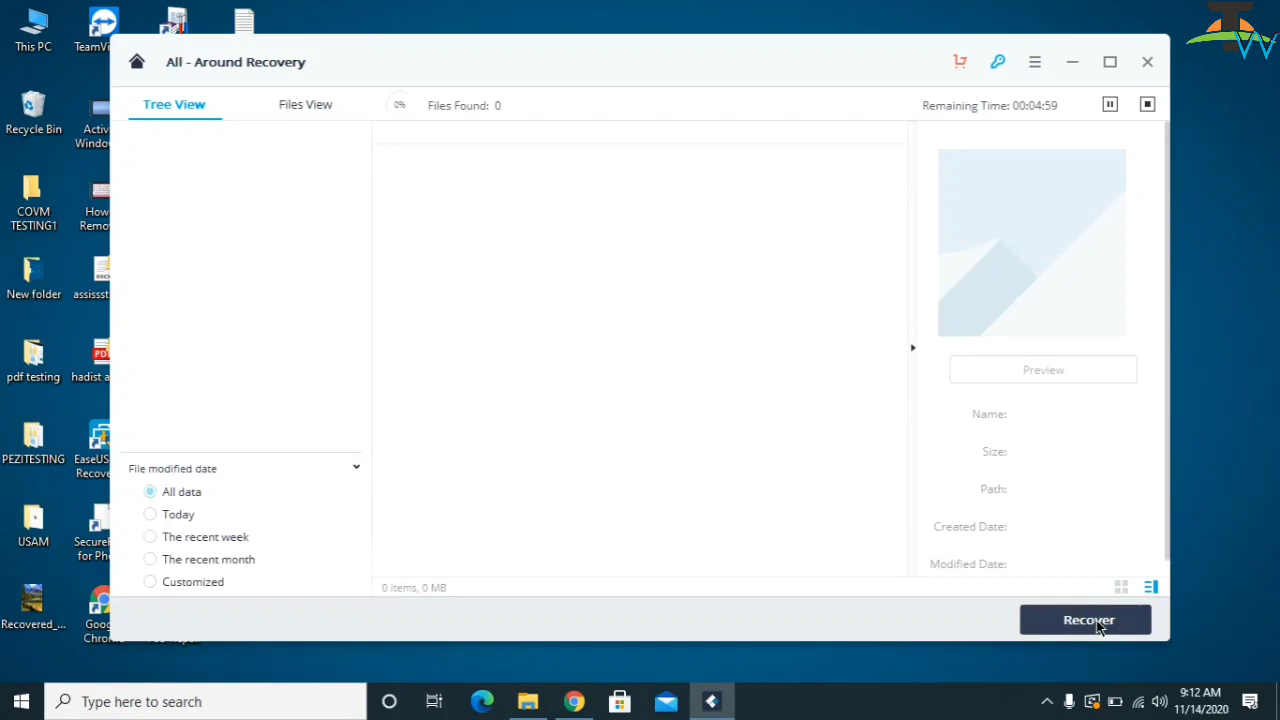 This PC
TeamVi
Recycle Bin
Activ
Window
COVM
TESTING1
How
Remo
New folder
assissst
pdf testing
PDF
hadist a
PEZITESTING
EaseUS
Recove
USAM
SecureF
for Pho
Recovered_...
Goog
Chrom
All - Around Recovery
Tree View
Files View
0%
Files Found: 0
Remaining Time: 00:04:59
File modified date
All data
Today
The recent week
The recent month
Customized
0 items, 0 MB
Preview
Name:
Size:
Path:
Created Date:
Modified Date:
Recover
Type here to search
9:12 AM
11/14/2020